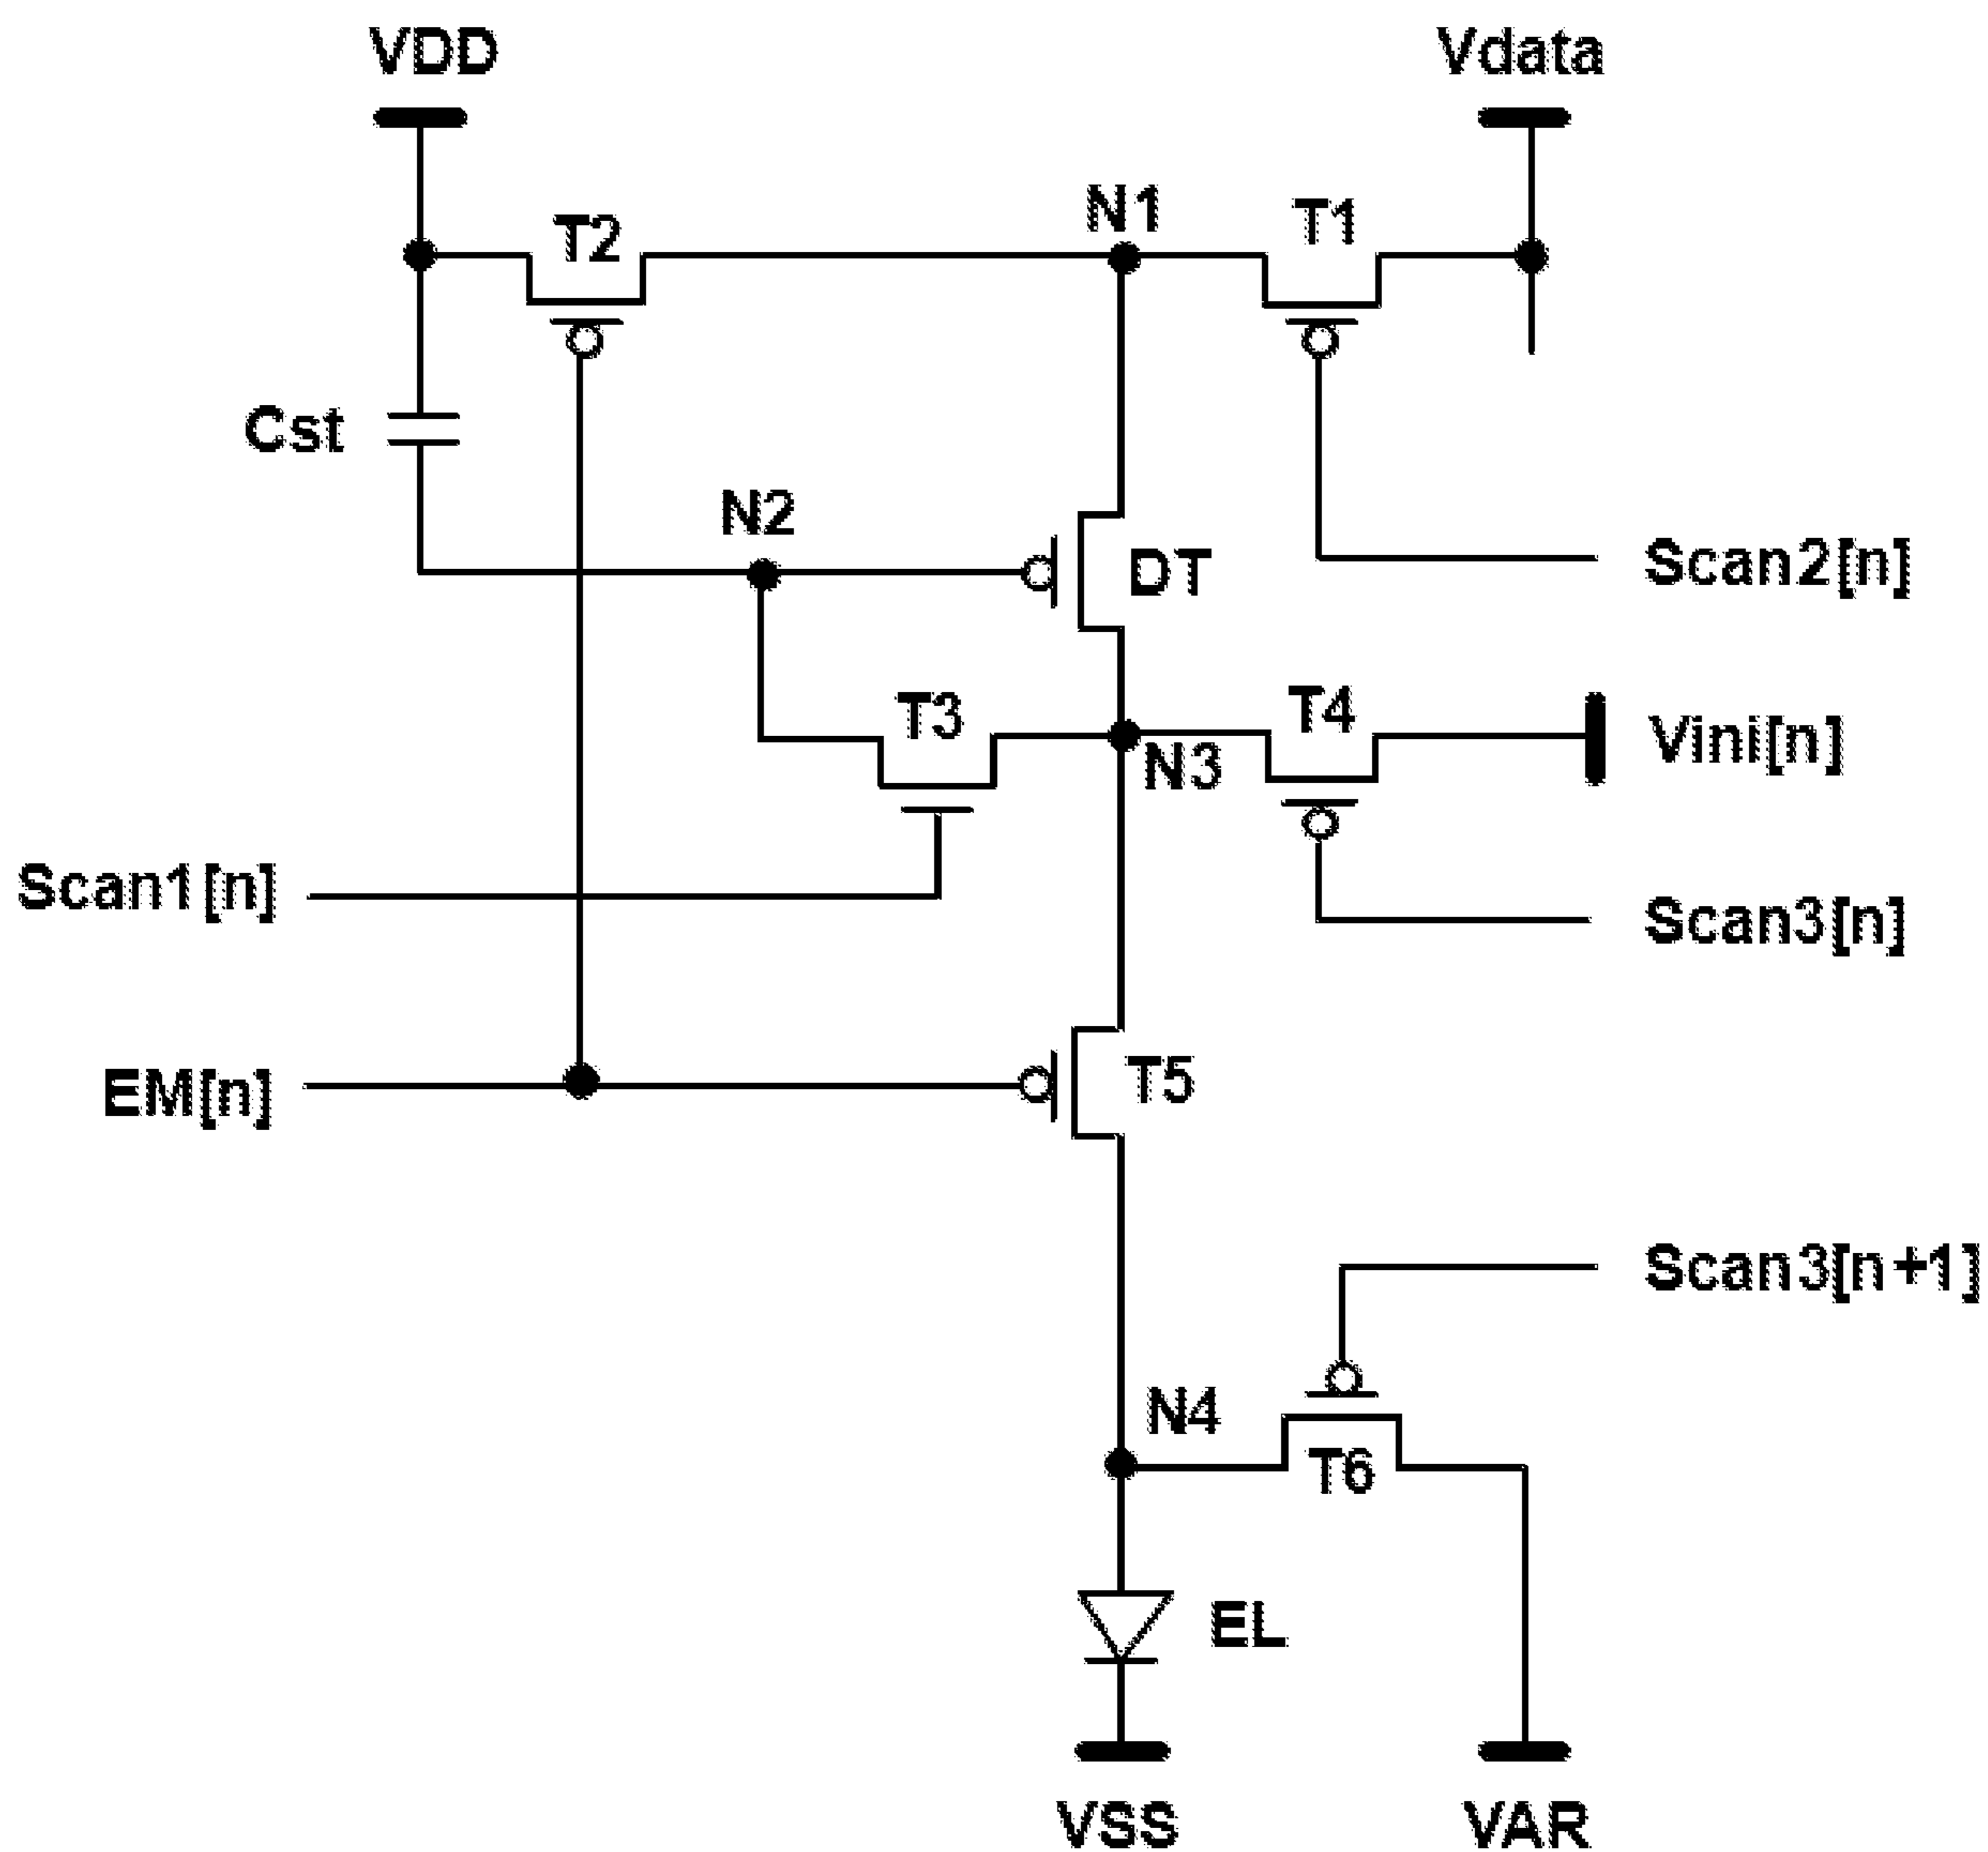 VDD
Vdata
N1
T1
T2
Cst
N2
DT
Scan2[n]
T3
T4
N3
Vini[n]
Scan1[n]
Scan3[n]
EM[n]
T5
Scan3[n+1]
N4
T6
EL
VSS
VAR